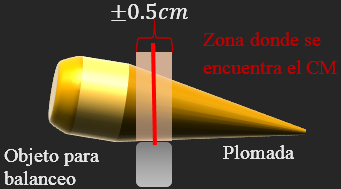 ±0.5cm
Zona donde se
encuentra el CM
Objeto para
balanceo
Plomada